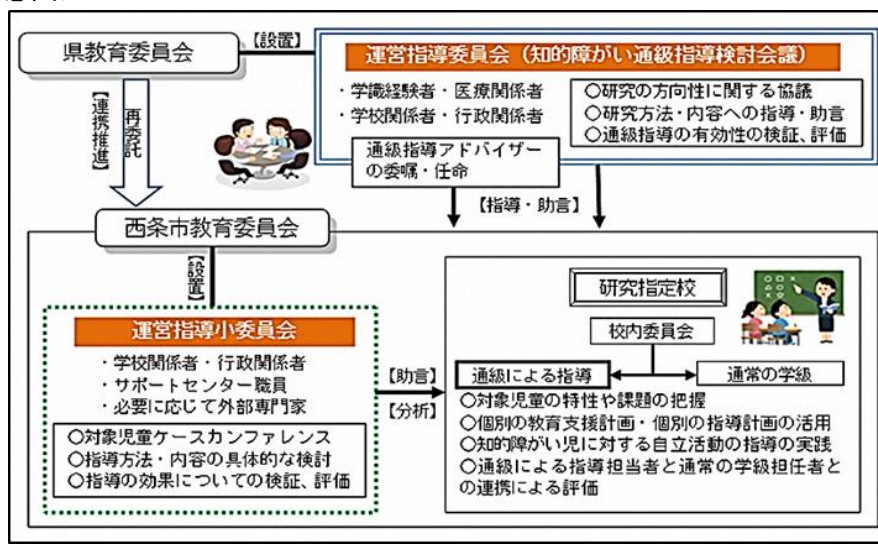 県教育委員会
【設置】
運営指導委員会（知的障がい通級指導検討会議）
・学識経験者・医療関係者
・学校関係者・行政関係者
○研究の方向性に関する協議
○研究方法・内容への指導・助言
○通級指導の有効性の検証、評価
通級指導アドバイザー
の委嘱・任命
【連携推進】
再委託
【指導・助言】
西条市教育委員会
【設置】
運営指導小委員会
・学校関係者・行政関係者
・サポートセンター職員
・必要に応じて外部専門家
○対象児童ケースカンファレンス
○指導方法・内容の具体的な検討
○指導の効果についての検証、評価
【助言】
【分析】
研究指定校
校内委員会
通級による指導
通常の学級
○対象児童の特性や課題の把握
○個別の教育支援計画・個別の指導計画の活用
○知的障がい児に対する自立活動の指導の実践
○通級による指導担当者と通常の学級担任者と
の連携による評価